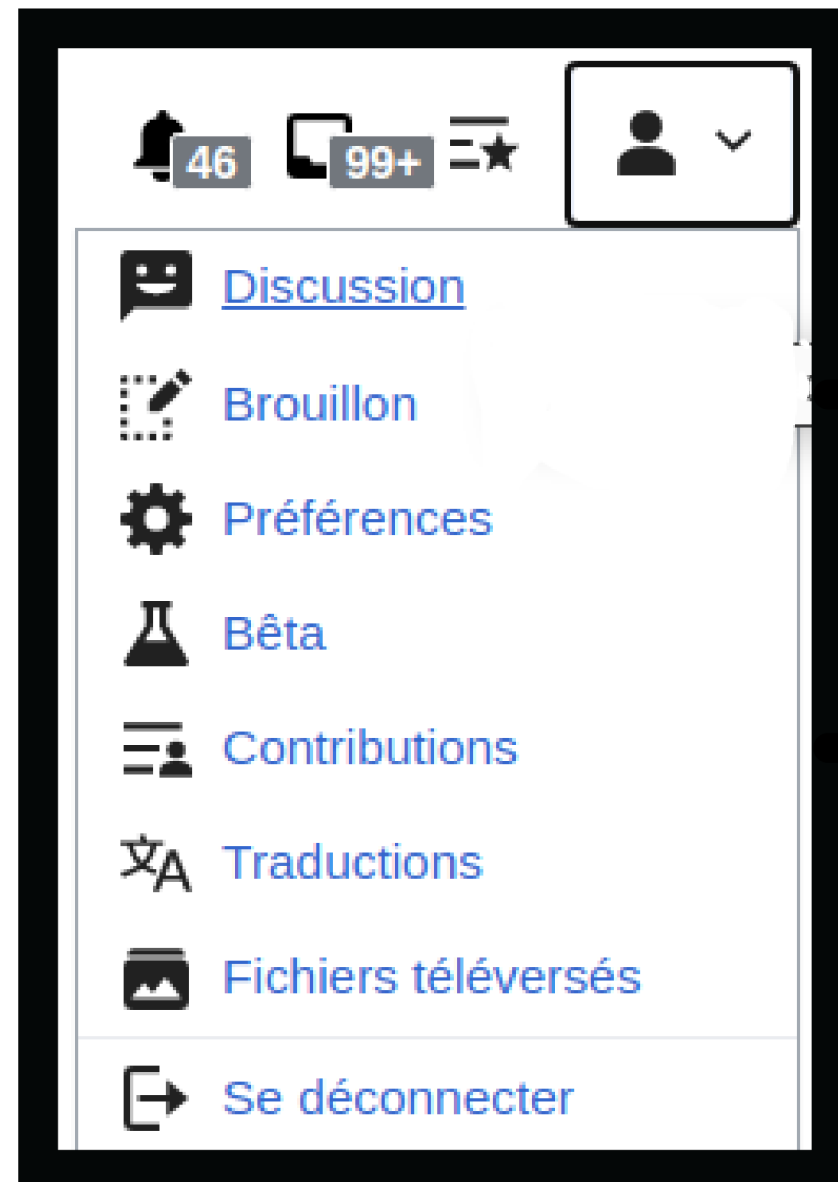 46 99+
Discussion
Brouillon
Préférences
Bêta
Contributions
Traductions
Fichiers téléversés
Se déconnecter